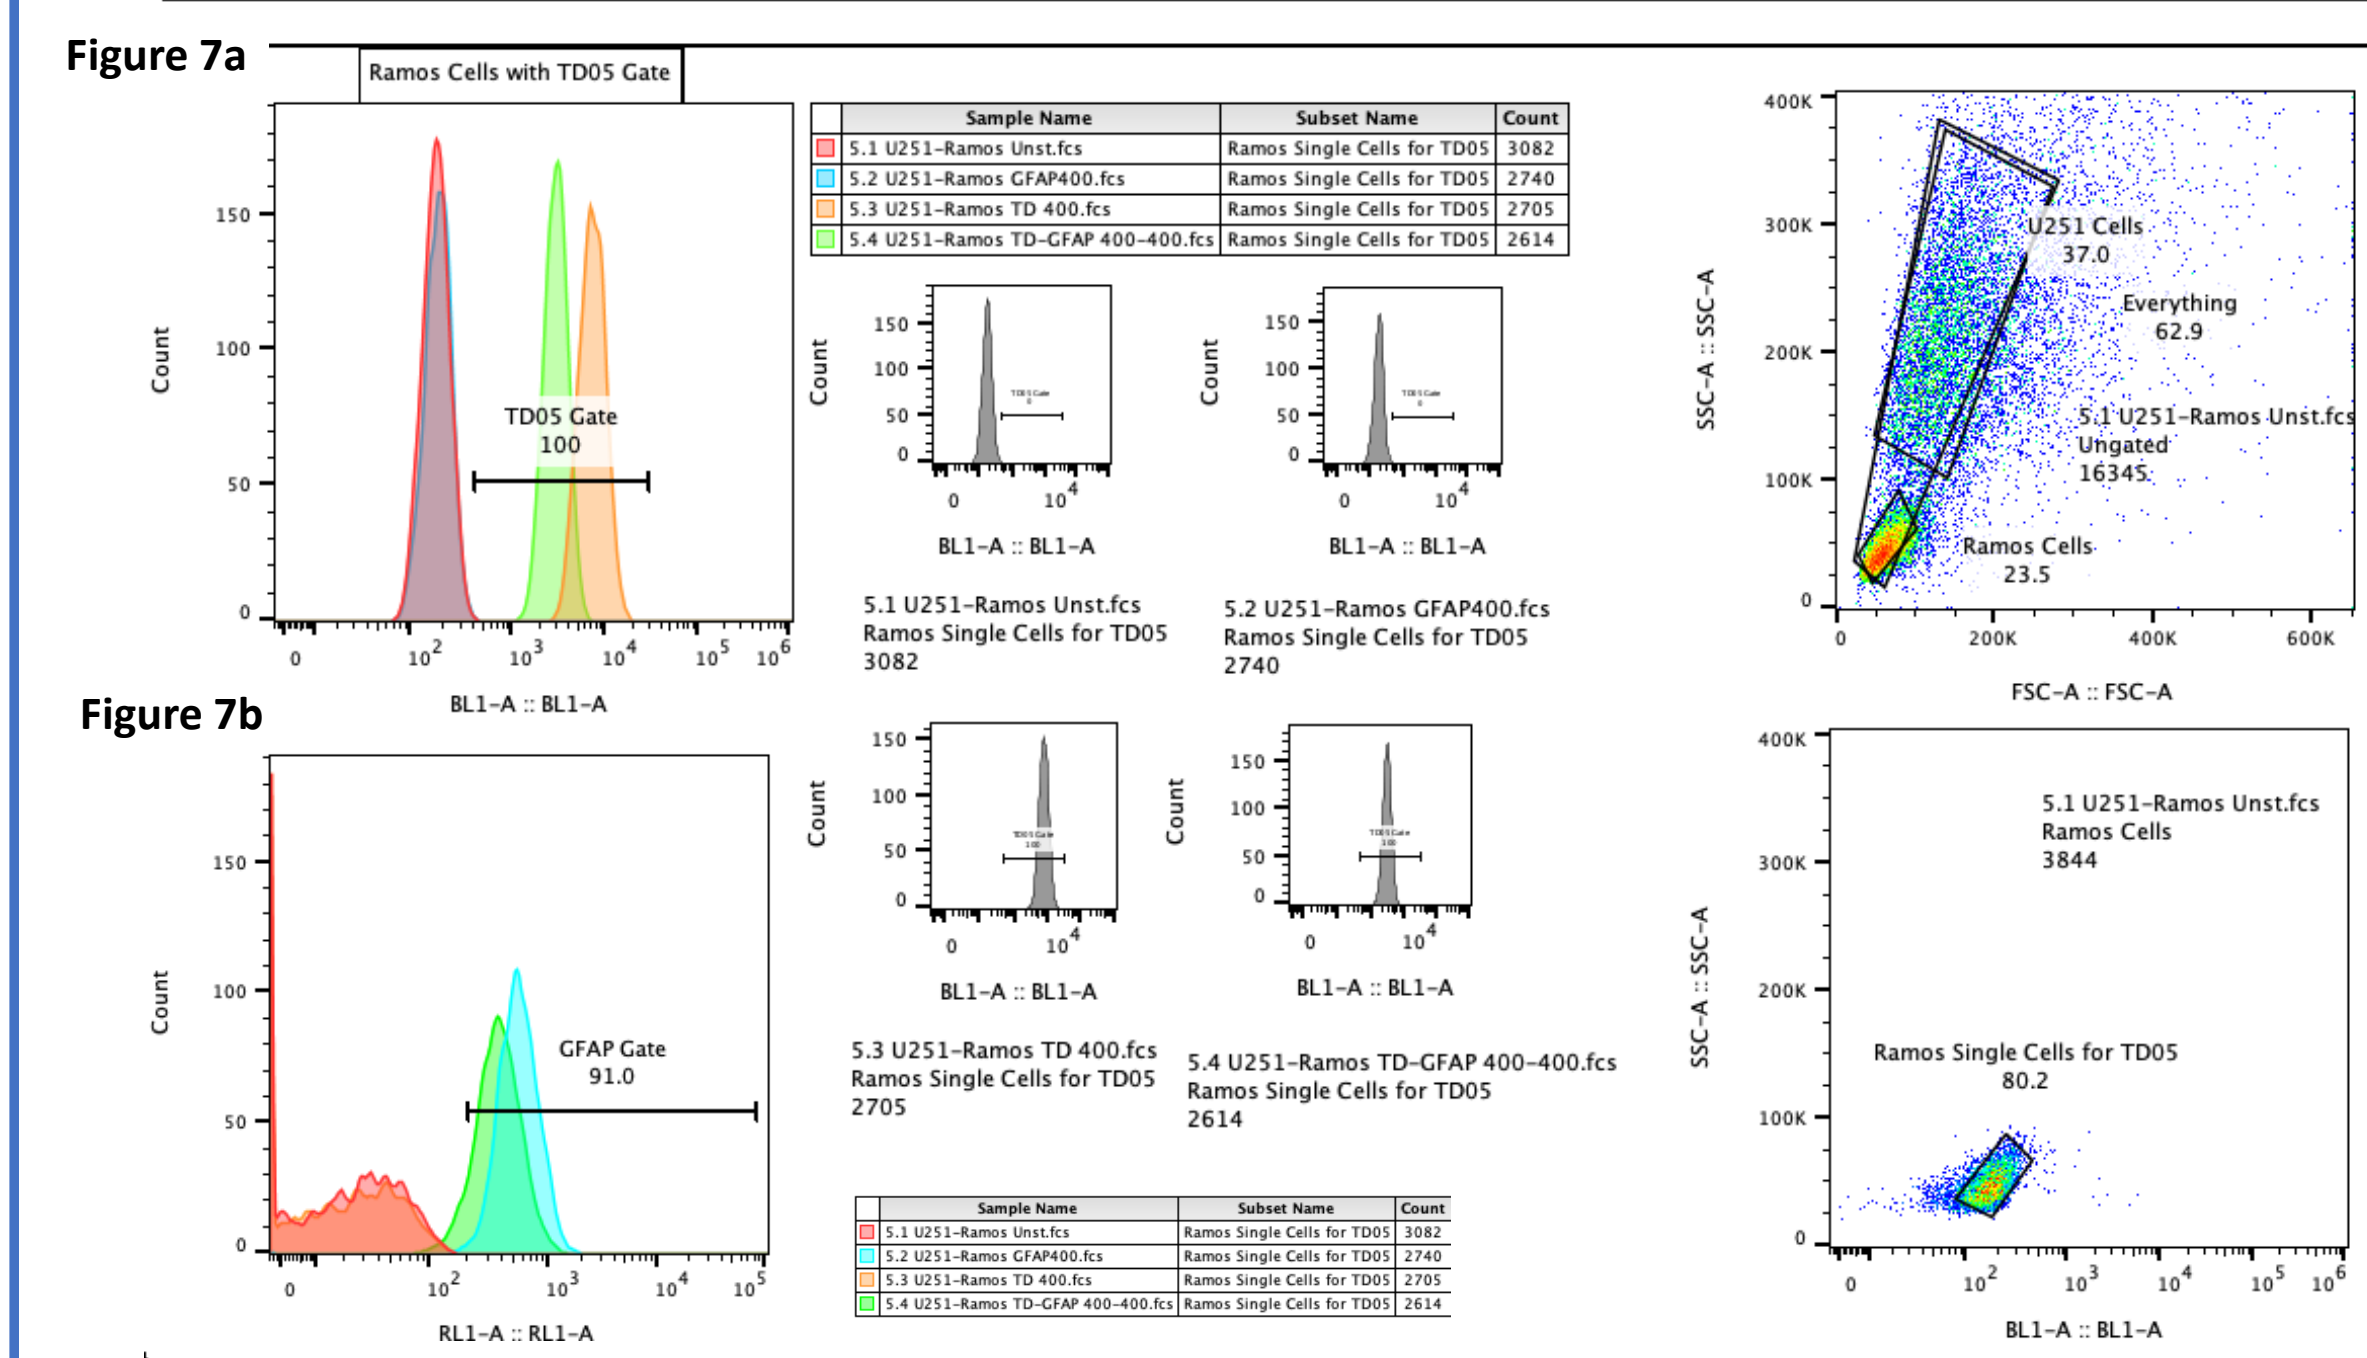 Figure 7a
Ramos Cells with TD05 Gate
Count
150
100
50
0
TD05 Gate
100
0 10^2 10^3 10^4 10^5 10^6
BL1-A :: BL1-A
Sample Name Subset Name Count
5.1 U251-Ramos Unst.fcs Ramos Single Cells for TD05 3082
5.2 U251-Ramos GFAP400.fcs Ramos Single Cells for TD05 2740
5.3 U251-Ramos TD 400.fcs Ramos Single Cells for TD05 2705
5.4 U251-Ramos TD-GFAP 400-400.fcs Ramos Single Cells for TD05 2614
Count
150
100
50
0
TD05 Gate
0
0 10^4
BL1-A :: BL1-A
5.1 U251-Ramos Unst.fcs
Ramos Single Cells for TD05
3082
Count
150
100
50
0
TD05 Gate
0
0 10^4
BL1-A :: BL1-A
5.2 U251-Ramos GFAP400.fcs
Ramos Single Cells for TD05
2740
SSC-A :: SSC-A
400K
300K
200K
100K
0
U251 Cells
37.0
Everything
62.9
5.1 U251-Ramos Unst.fcs
Ungated
16345
Ramos Cells
23.5
0 200K 400K 600K
FSC-A :: FSC-A
Figure 7b
Count
150
100
50
0
GFAP Gate
91.0
0 10^2 10^3 10^4 10^5
RL1-A :: RL1-A
Count
150
100
50
0
TD05 Gate
100
0 10^4
BL1-A :: BL1-A
5.3 U251-Ramos TD 400.fcs
Ramos Single Cells for TD05
2705
Count
150
100
50
0
TD05 Gate
100
0 10^4
BL1-A :: BL1-A
5.4 U251-Ramos TD-GFAP 400-400.fcs
Ramos Single Cells for TD05
2614
Sample Name Subset Name Count
5.1 U251-Ramos Unst.fcs Ramos Single Cells for TD05 3082
5.2 U251-Ramos GFAP400.fcs Ramos Single Cells for TD05 2740
5.3 U251-Ramos TD 400.fcs Ramos Single Cells for TD05 2705
5.4 U251-Ramos TD-GFAP 400-400.fcs Ramos Single Cells for TD05 2614
SSC-A :: SSC-A
400K
300K
200K
100K
0
5.1 U251-Ramos Unst.fcs
Ramos Cells
3844
Ramos Single Cells for TD05
80.2
0 10^2 10^3 10^4 10^5 10^6
BL1-A :: BL1-A